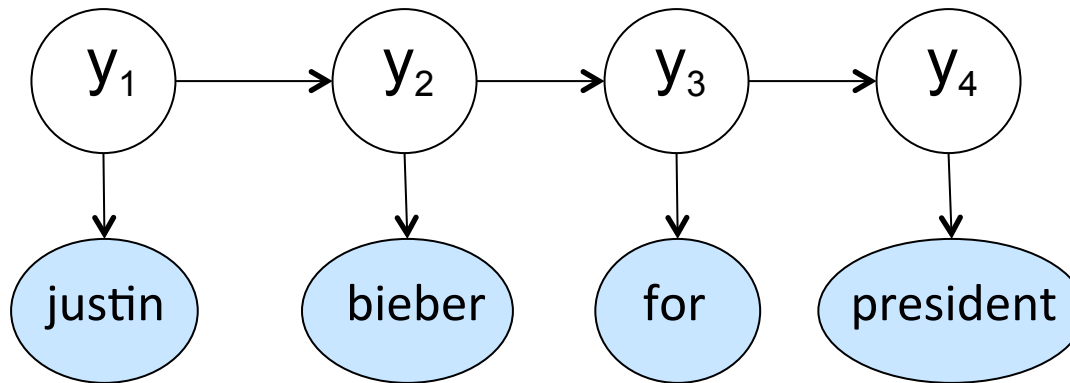 y₁ y₂ y₃ y₄
justin bieber for president